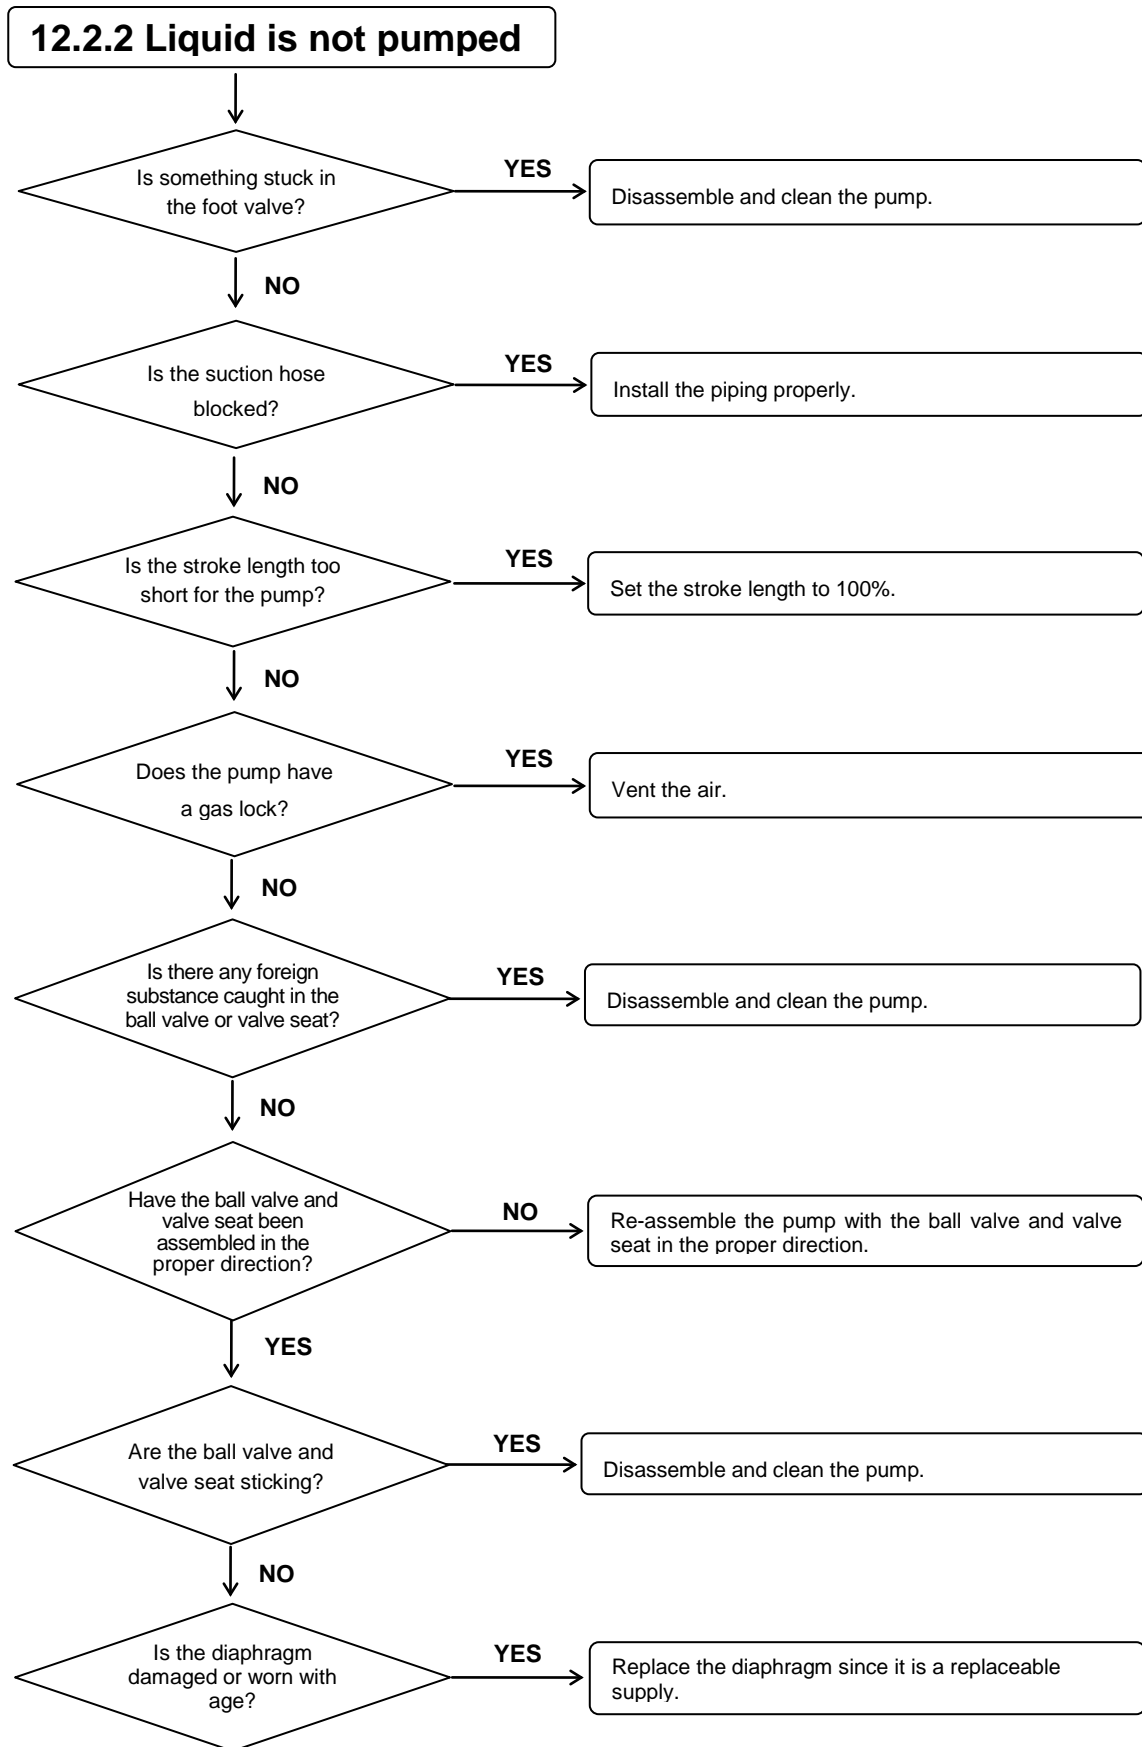 12.2.2 Liquid is not pumped
Is something stuck in
the foot valve?
YES
Disassemble and clean the pump.
NO
Is the suction hose
blocked?
YES
Install the piping properly.
NO
Is the stroke length too
short for the pump?
YES
Set the stroke length to 100%.
NO
Does the pump have
a gas lock?
YES
Vent the air.
NO
Is there any foreign
substance caught in the
ball valve or valve seat?
YES
Disassemble and clean the pump.
NO
Have the ball valve and
valve seat been
assembled in the
proper direction?
NO
Re-assemble the pump with the ball valve and valve
seat in the proper direction.
YES
Are the ball valve and
valve seat sticking?
YES
Disassemble and clean the pump.
NO
Is the diaphragm
damaged or worn with
age?
YES
Replace the diaphragm since it is a replaceable
supply.